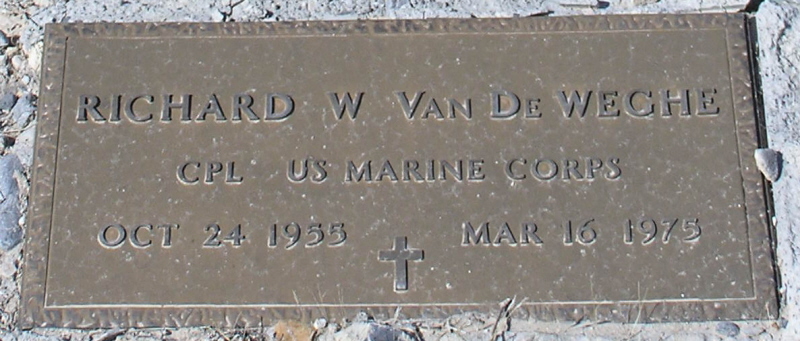 RICHARD W VAN DE WEGHE
CPL US MARINE CORPS
OCT 24 1955 MAR 16 1975